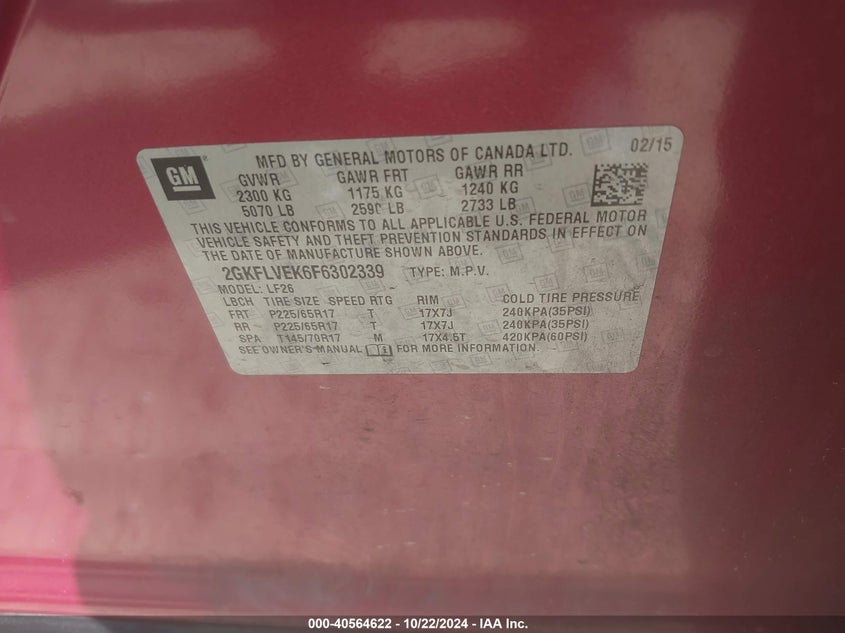 MFD BY GENERAL MOTORS OF CANADA LTD. 02/15
GM
GVWR GAWR FRT GAWR RR
2300 KG 1175 KG 1240 KG
5070 LB 2590 LB 2733 LB
THIS VEHICLE CONFORMS TO ALL APPLICABLE U.S. FEDERAL MOTOR
VEHICLE SAFETY AND THEFT PREVENTION STANDARDS IN EFFECT ON
THE DATE OF MANUFACTURE SHOWN ABOVE.
2GKFLVEK6F6302339 TYPE: M.P.V.
MODEL: LF26
LBCH TIRE SIZE SPEED RTG RIM COLD TIRE PRESSURE
FRT P225/65R17 T 17X7J 240KPA(35PSI)
RR P225/65R17 T 17X7J 240KPA(35PSI)
SPA T145/70R17 M 17X4.5T 420KPA(60PSI)
SEE OWNER'S MANUAL FOR MORE INFORMATION.
000-40564622 - 10/22/2024 - IAA Inc.